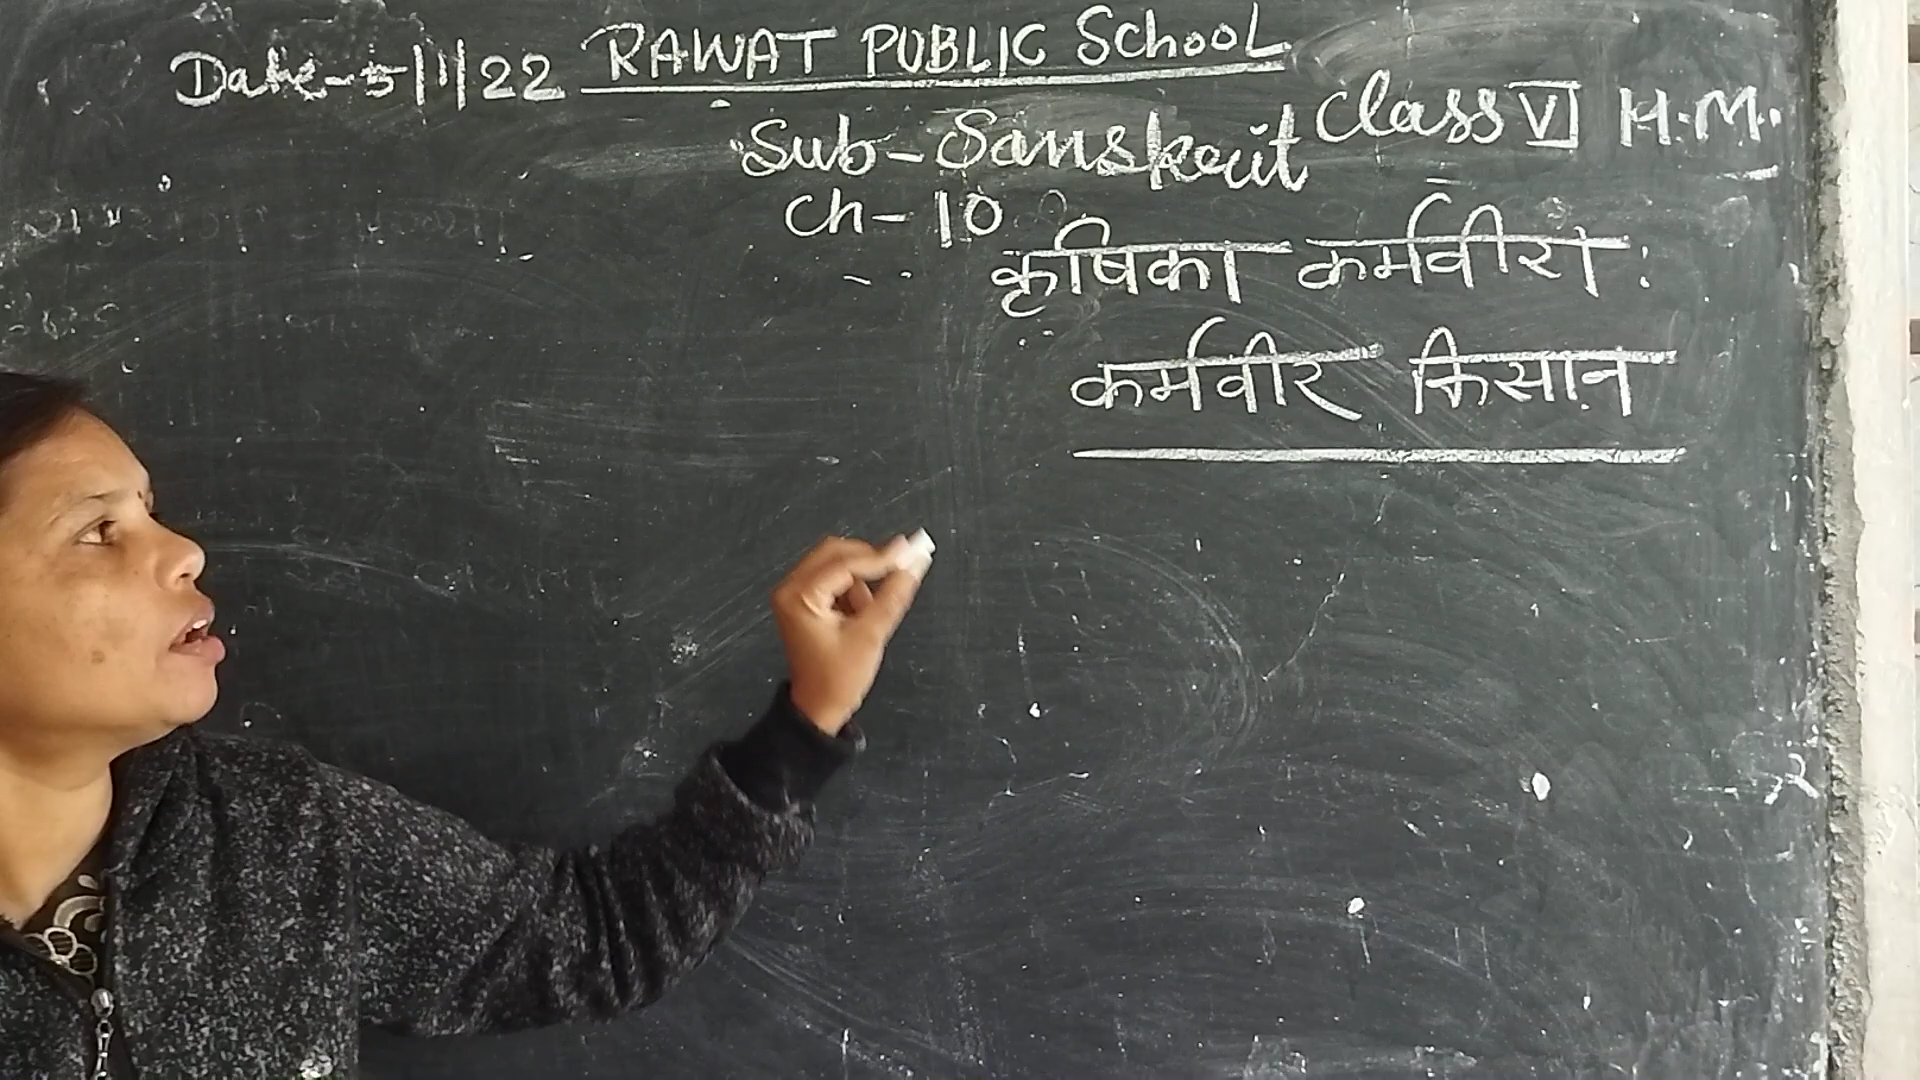 Date-5/1/22 RAWAT PUBLIC SchooL
Class VI H.M.
Sub-Sanskrit
Ch-10
कृषिका कर्मवीरा:
कर्मवीर किसान